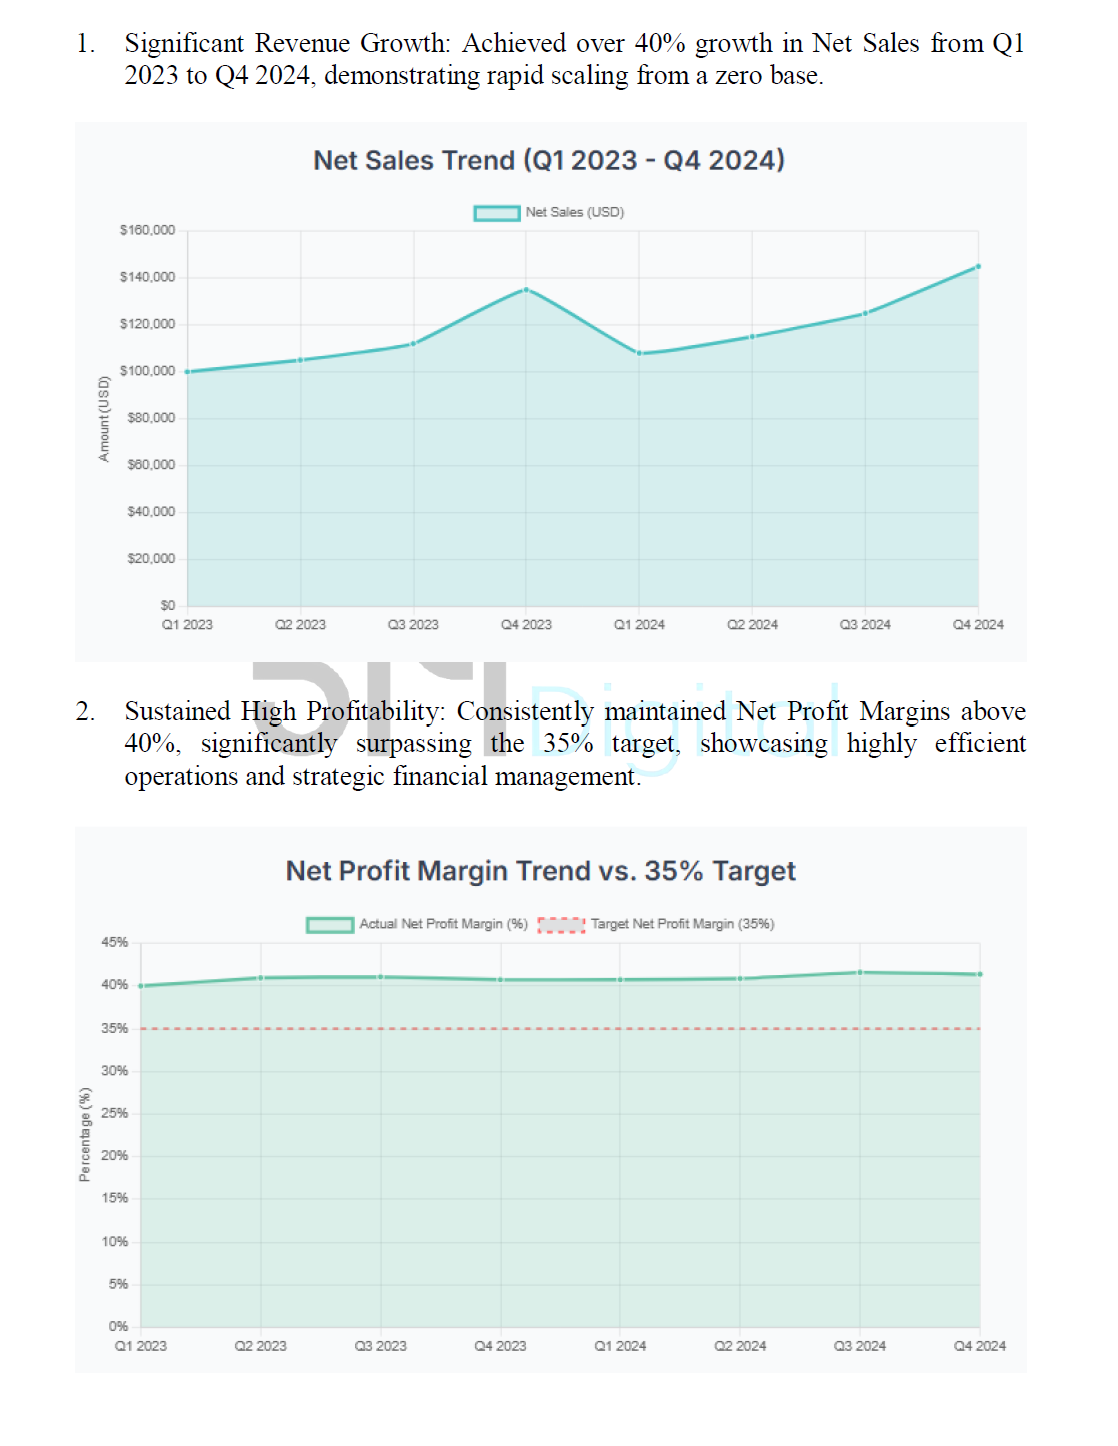 1. Significant Revenue Growth: Achieved over 40% growth in Net Sales from Q1
2023 to Q4 2024, demonstrating rapid scaling from a zero base.
Net Sales Trend (Q1 2023 - Q4 2024)
Net Sales (USD)
$160,000
$140,000
$120,000
$100,000
$80,000
$60,000
$40,000
$20,000
$0
Amount (USD)
Q1 2023 Q2 2023 Q3 2023 Q4 2023 Q1 2024 Q2 2024 Q3 2024 Q4 2024
Digital
2. Sustained High Profitability: Consistently maintained Net Profit Margins above
40%, significantly surpassing the 35% target, showcasing highly efficient
operations and strategic financial management.
Net Profit Margin Trend vs. 35% Target
Actual Net Profit Margin (%) Target Net Profit Margin (35%)
45%
40%
35%
30%
25%
20%
15%
10%
5%
0%
Percentage (%)
Q1 2023 Q2 2023 Q3 2023 Q4 2023 Q1 2024 Q2 2024 Q3 2024 Q4 2024